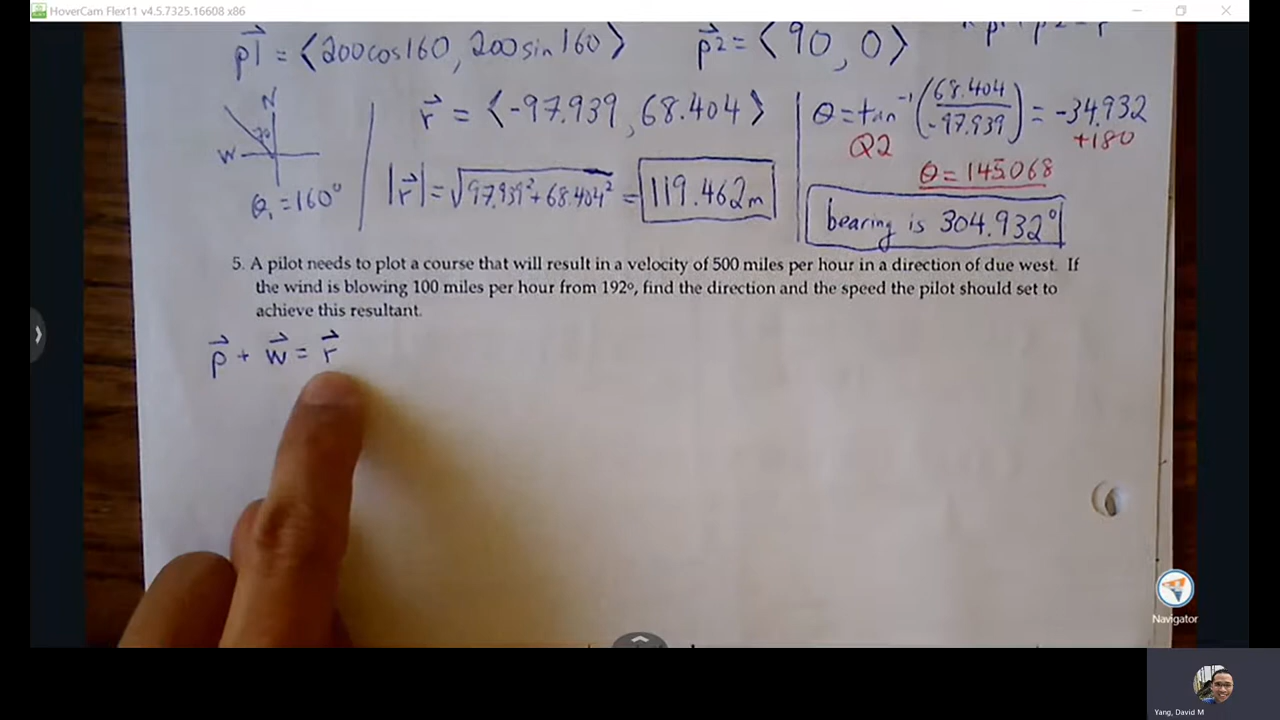 HoverCam Flex11 v4.5.7325.16608 x86
p1 = ⟨200cos160, 200sin160⟩ p2 = ⟨90, 0⟩
N
r = ⟨-97.939, 68.404⟩ θ = tan⁻¹(68.404/-97.939) = -34.932
W 70 Q2 +180
|r| = √97.939²+68.404² = 119.462m θ = 145.068
θ₁ = 160° bearing is 304.932°
5. A pilot needs to plot a course that will result in a velocity of 500 miles per hour in a direction of due west. If
the wind is blowing 100 miles per hour from 192º, find the direction and the speed the pilot should set to
achieve this resultant.
p + w = r
Navigator
Yang, David M